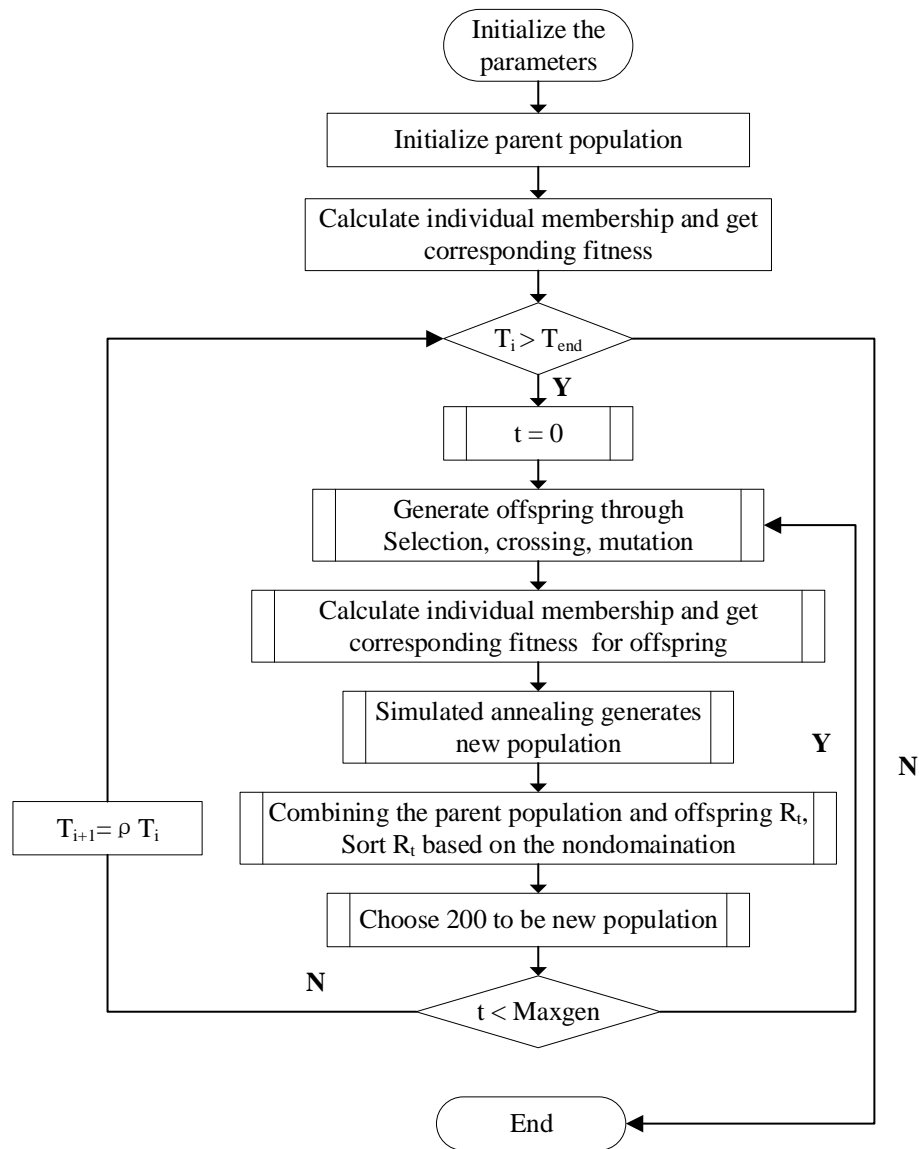 Initialize the
parameters
Initialize parent population
Calculate individual membership and get
corresponding fitness
Tᵢ > Tₑₙd
Y
t = 0
Generate offspring through
Selection, crossing, mutation
Calculate individual membership and get
corresponding fitness for offspring
Simulated annealing generates
new population
Y
N
Tᵢ₊₁= ρ Tᵢ
Combining the parent population and offspring Rₜ,
Sort Rₜ based on the nondomaination
Choose 200 to be new population
N
t < Maxgen
End